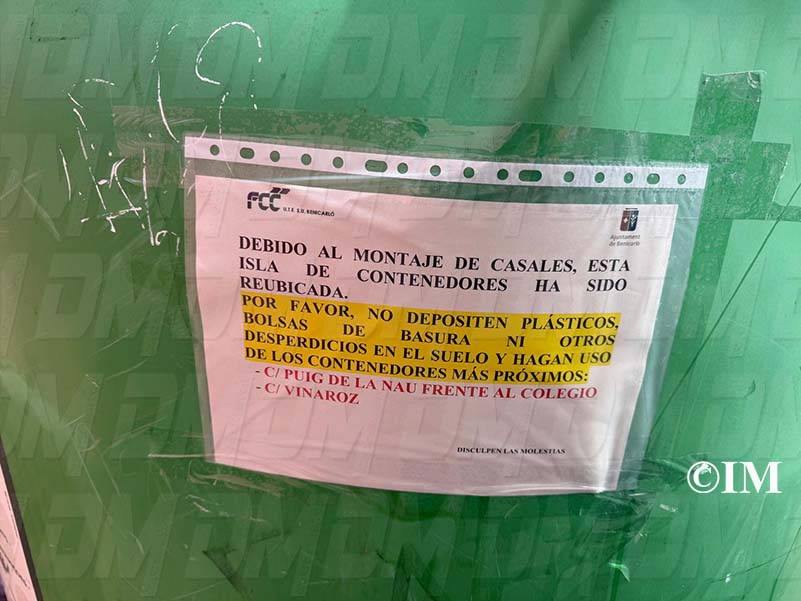 FCC U.T.E. S.U. BENICARLÓ
Ajuntament
de Benicarló
DEBIDO AL MONTAJE DE CASALES, ESTA
ISLA DE CONTENEDORES HA SIDO
REUBICADA.
POR FAVOR, NO DEPOSITEN PLÁSTICOS,
BOLSAS DE BASURA NI OTROS
DESPERDICIOS EN EL SUELO Y HAGAN USO
DE LOS CONTENEDORES MÁS PRÓXIMOS:
- C/ PUIG DE LA NAU FRENTE AL COLEGIO
- C/ VINAROZ
DISCULPEN LAS MOLESTIAS
©IM